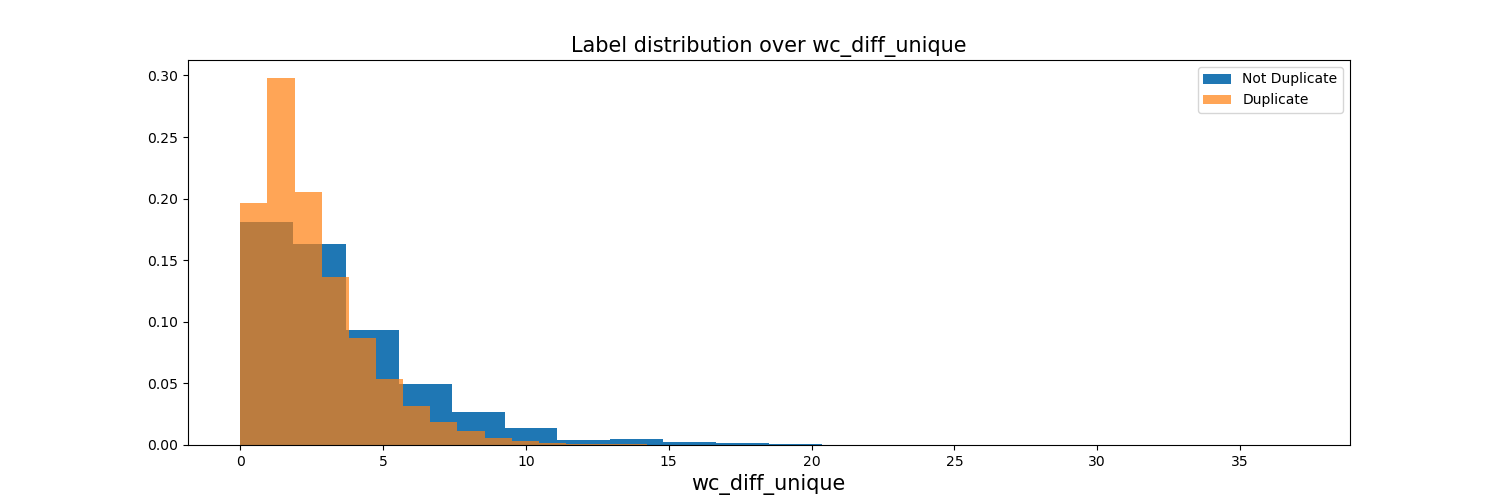 Label distribution over wc_diff_unique
Not Duplicate
Duplicate
0.30
0.25
0.20
0.15
0.10
0.05
0.00
0 5 10 15 20 25 30 35
wc_diff_unique